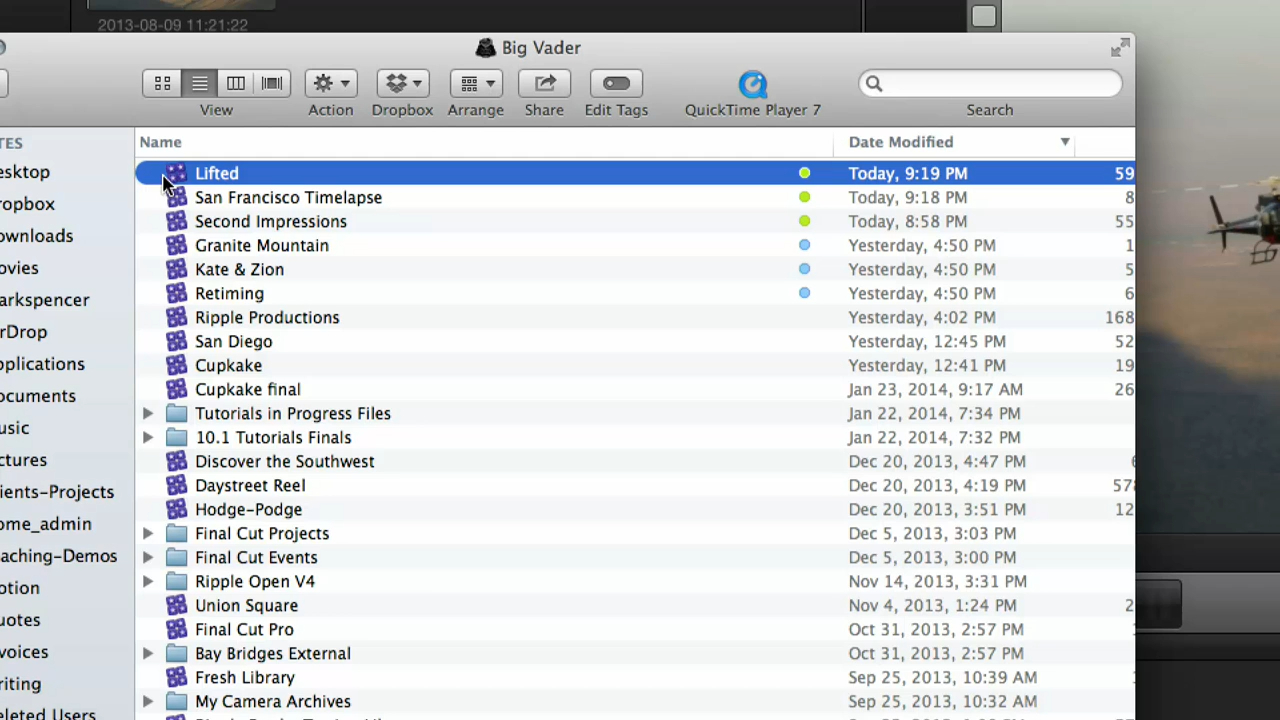 2013-08-09 11:21:22
Big Vader
View
Action
Dropbox
Arrange
Share
Edit Tags
QuickTime Player 7
Search
TES
Name
Date Modified
esktop
Lifted
Today, 9:19 PM
59
ropbox
San Francisco Timelapse
Today, 9:18 PM
8
Second Impressions
Today, 8:58 PM
55
ownloads
Granite Mountain
Yesterday, 4:50 PM
1
ovies
Kate & Zion
Yesterday, 4:50 PM
5
arkspencer
Retiming
Yesterday, 4:50 PM
6
rDrop
Ripple Productions
Yesterday, 4:02 PM
168
San Diego
Yesterday, 12:45 PM
52
pplications
Cupkake
Yesterday, 12:41 PM
19
ocuments
Cupkake final
Jan 23, 2014, 9:17 AM
26
usic
Tutorials in Progress Files
Jan 22, 2014, 7:34 PM
10.1 Tutorials Finals
Jan 22, 2014, 7:32 PM
ctures
Discover the Southwest
Dec 20, 2013, 4:47 PM
ients-Projects
Daystreet Reel
Dec 20, 2013, 4:19 PM
57
ome_admin
Hodge-Podge
Dec 20, 2013, 3:51 PM
12
Final Cut Projects
Dec 5, 2013, 3:03 PM
eaching-Demos
Final Cut Events
Dec 5, 2013, 3:00 PM
otion
Ripple Open V4
Nov 14, 2013, 3:31 PM
uotes
Union Square
Nov 4, 2013, 1:24 PM
2
Final Cut Pro
Oct 31, 2013, 2:57 PM
oices
Bay Bridges External
Oct 31, 2013, 2:57 PM
riting
Fresh Library
Sep 25, 2013, 10:39 AM
My Camera Archives
Sep 25, 2013, 10:32 AM
eleted Users